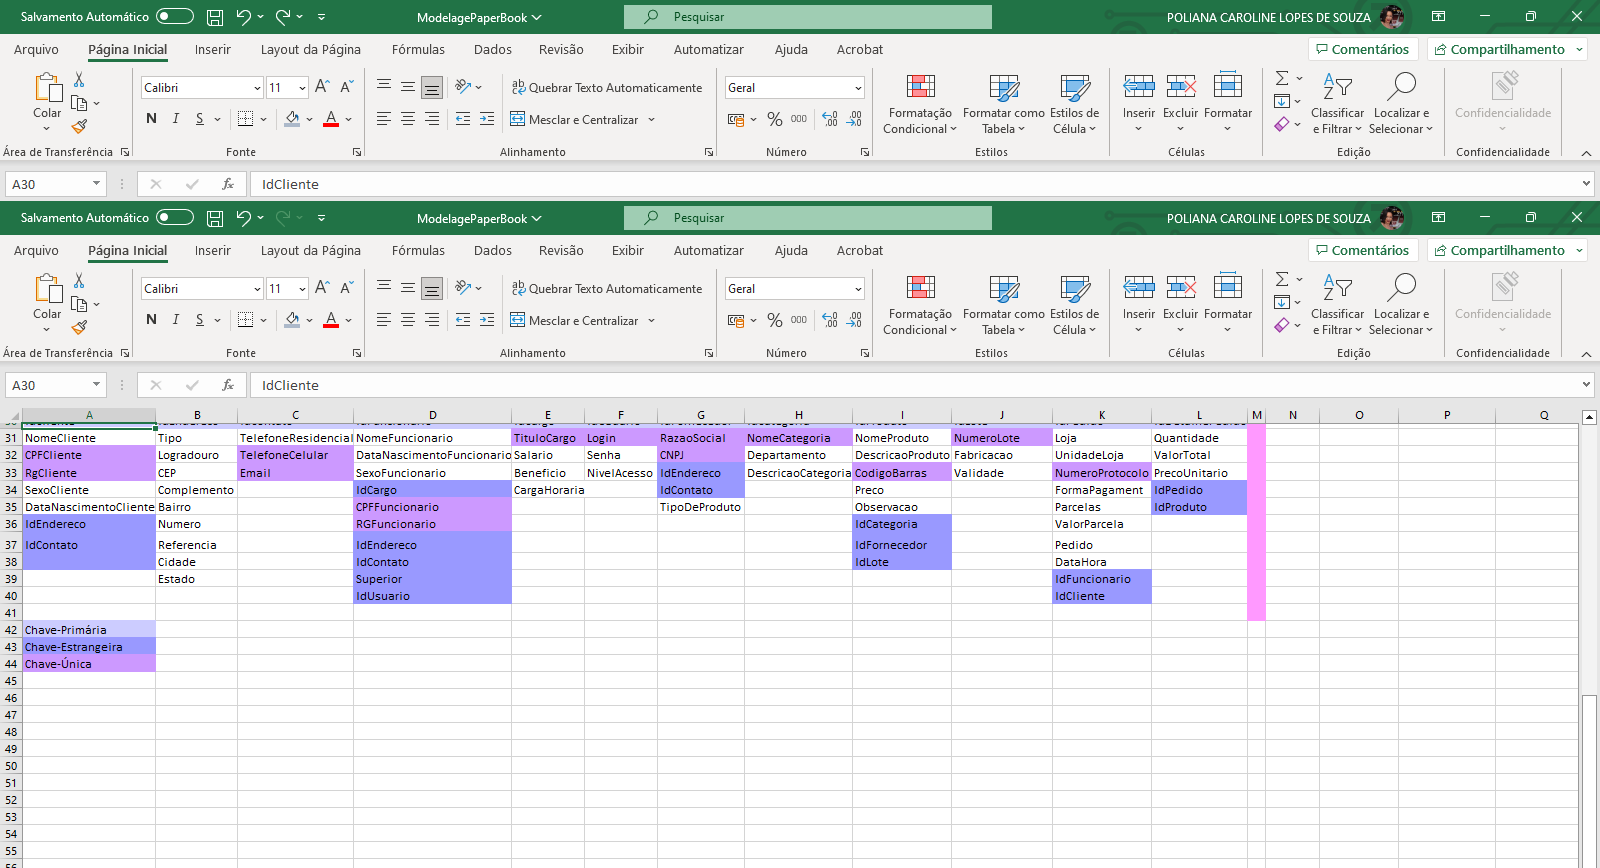 Salvamento Automático ModelagePaperBook Pesquisar POLIANA CAROLINE LOPES DE SOUZA
Arquivo Página Inicial Inserir Layout da Página Fórmulas Dados Revisão Exibir Automatizar Ajuda Acrobat Comentários Compartilhamento
Calibri 11 Quebrar Texto Automaticamente Geral
Colar N I S Mesclar e Centralizar % 000 Formatação Condicional Formatar como Tabela Estilos de Célula Inserir Excluir Formatar Classificar e Filtrar Localizar e Selecionar Confidencialidade
Área de Transferência Fonte Alinhamento Número Estilos Células Edição Confidencialidade
A30 fx IdCliente
Salvamento Automático ModelagePaperBook Pesquisar POLIANA CAROLINE LOPES DE SOUZA
Arquivo Página Inicial Inserir Layout da Página Fórmulas Dados Revisão Exibir Automatizar Ajuda Acrobat Comentários Compartilhamento
Calibri 11 Quebrar Texto Automaticamente Geral
Colar N I S Mesclar e Centralizar % 000 Formatação Condicional Formatar como Tabela Estilos de Célula Inserir Excluir Formatar Classificar e Filtrar Localizar e Selecionar Confidencialidade
Área de Transferência Fonte Alinhamento Número Estilos Células Edição Confidencialidade
A30 fx IdCliente
A B C D E F G H I J K L M N O P Q
31 NomeCliente Tipo TelefoneResidencial NomeFuncionario TituloCargo Login RazaoSocial NomeCategoria NomeProduto NumeroLote Loja Quantidade
32 CPFCliente Logradouro TelefoneCelular DataNascimentoFuncionario Salario Senha CNPJ Departamento DescricaoProduto Fabricacao UnidadeLoja ValorTotal
33 RgCliente CEP Email SexoFuncionario Beneficio NivelAcesso IdEndereco DescricaoCategoria CodigoBarras Validade NumeroProtocolo PrecoUnitario
34 SexoCliente Complemento IdCargo CargaHoraria IdContato Preco FormaPagament IdPedido
35 DataNascimentoCliente Bairro CPFFuncionario TipoDeProduto Observacao Parcelas IdProduto
36 IdEndereco Numero RGFuncionario IdCategoria ValorParcela
37 IdContato Referencia IdEndereco IdFornecedor Pedido
38 Cidade IdContato IdLote DataHora
39 Estado Superior IdFuncionario
40 IdUsuario IdCliente
41
42 Chave-Primária
43 Chave-Estrangeira
44 Chave-Única
45
46
47
48
49
50
51
52
53
54
55